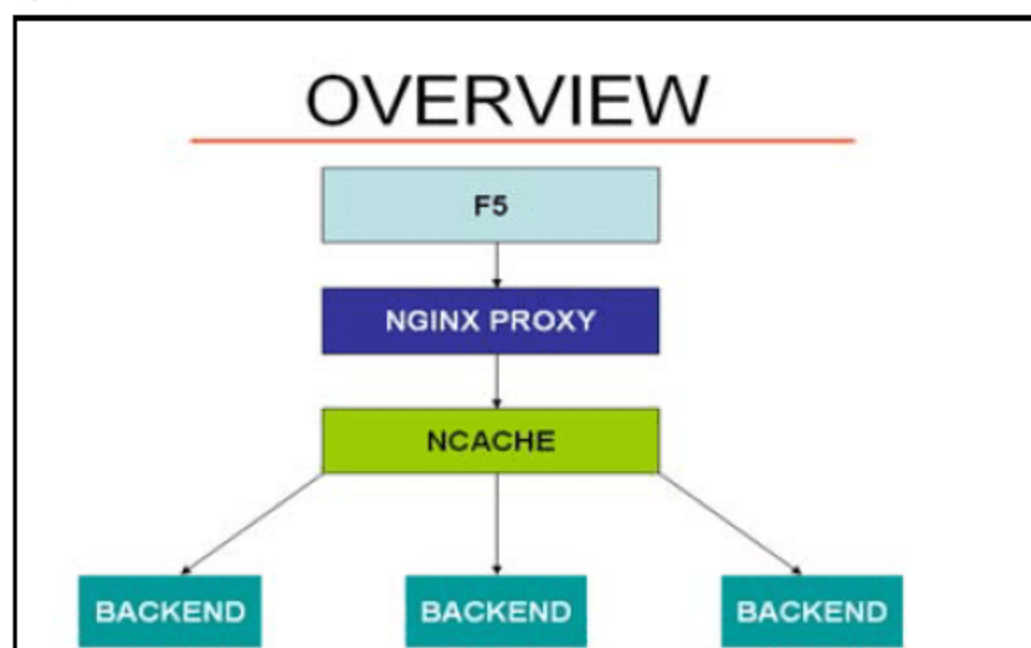 OVERVIEW
F5
NGINX PROXY
NCACHE
BACKEND BACKEND BACKEND